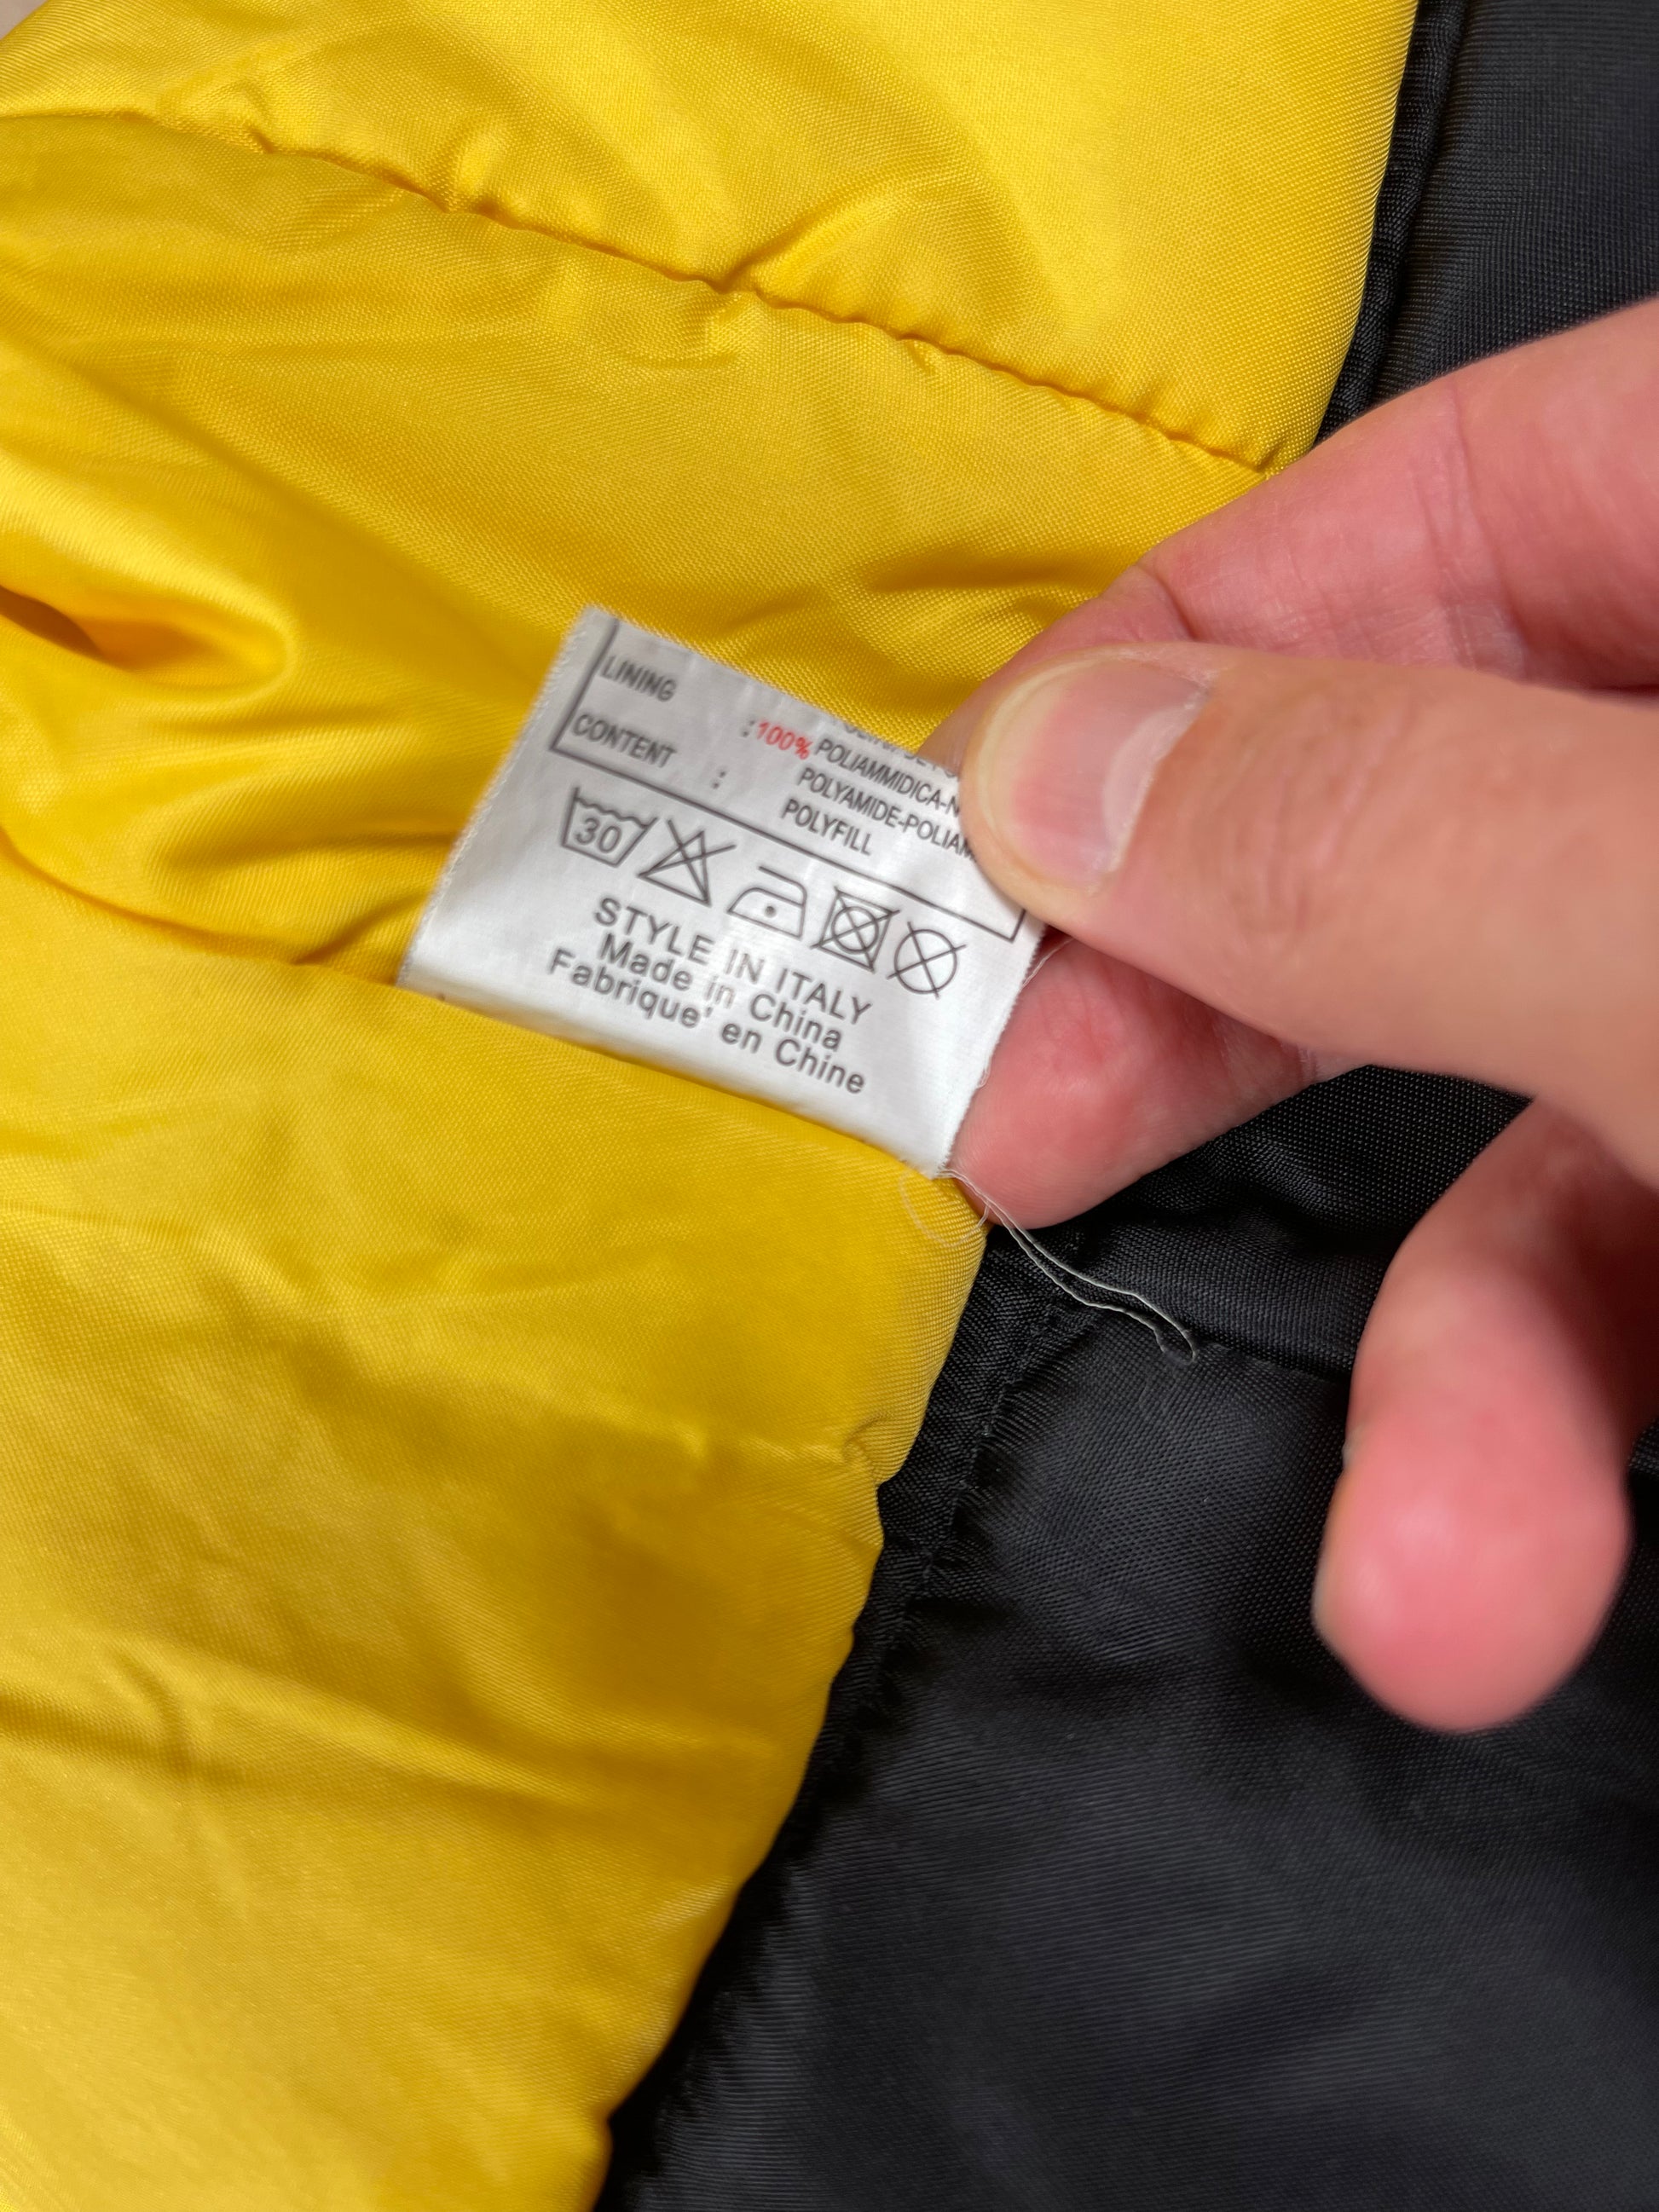 LINING
CONTENT
:100% POLIAMMIDICA-N
POLYAMIDE-POLIAM
: POLYFILL
30
STYLE IN ITALY
Made in China
Fabrique' en Chine